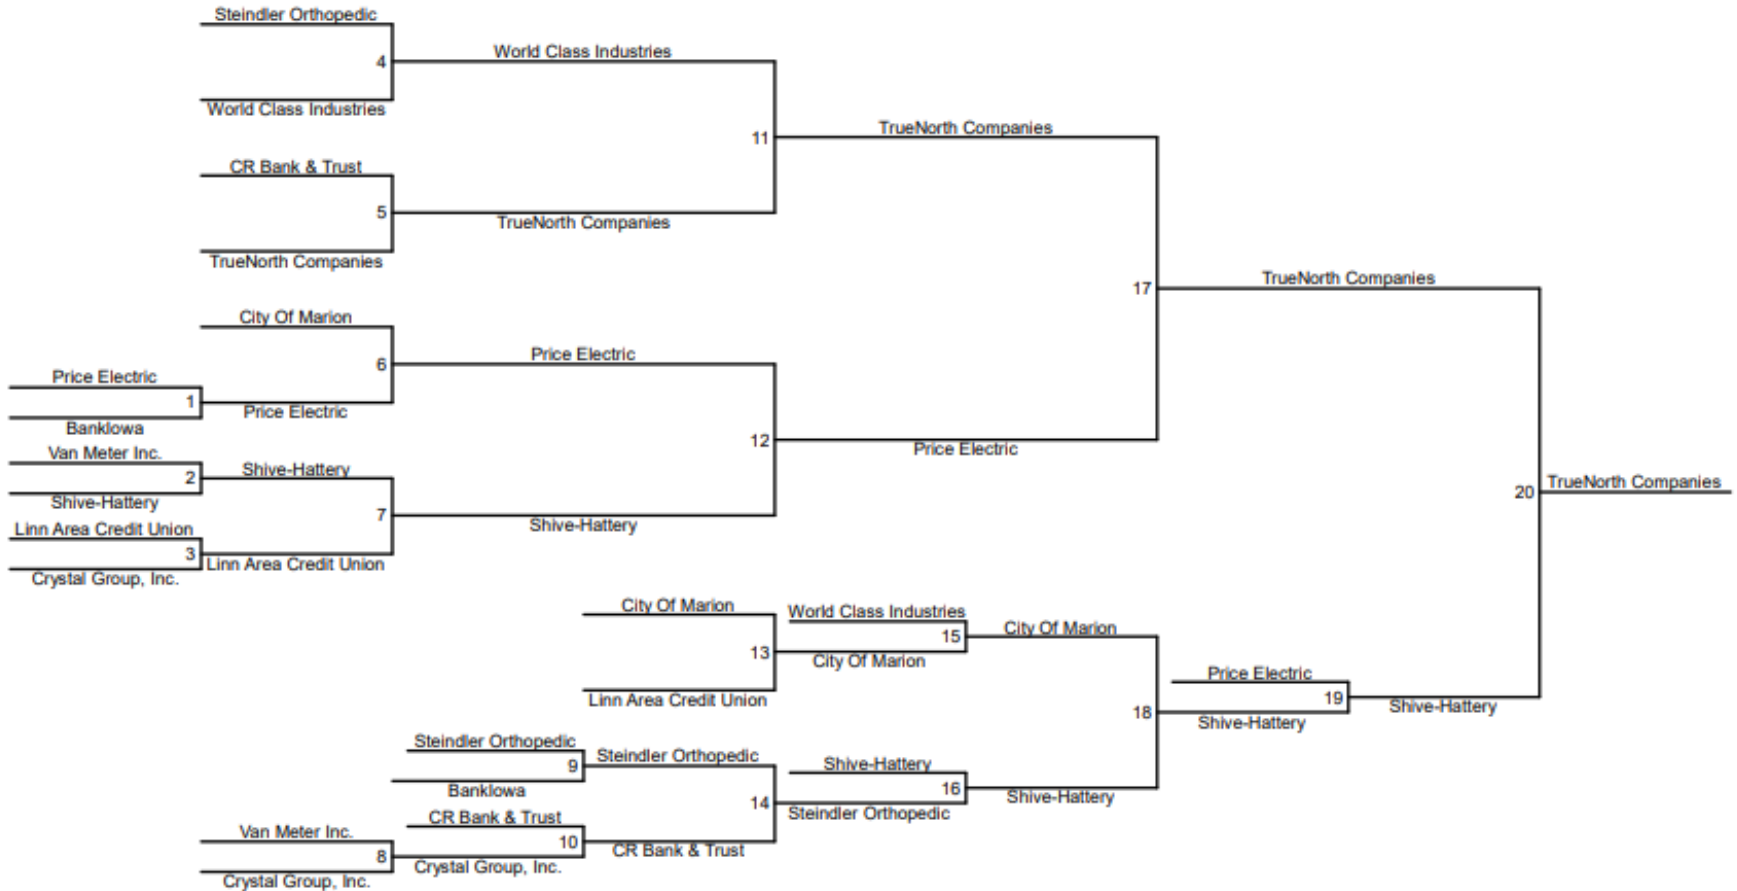 Steindler Orthopedic
World Class Industries
4
World Class Industries
CR Bank & Trust
11
TrueNorth Companies
5
TrueNorth Companies
TrueNorth Companies
City Of Marion
17
TrueNorth Companies
6
Price Electric
Price Electric
1
Price Electric
BankIowa
Van Meter Inc.
12
Price Electric
2
Shive-Hattery
Shive-Hattery
20
TrueNorth Companies
7
Shive-Hattery
Linn Area Credit Union
3
Linn Area Credit Union
Crystal Group, Inc.
City Of Marion
World Class Industries
15
City Of Marion
13
City Of Marion
Linn Area Credit Union
Price Electric
19
Shive-Hattery
18
Shive-Hattery
Steindler Orthopedic
9
Steindler Orthopedic
BankIowa
Shive-Hattery
16
Shive-Hattery
14
Steindler Orthopedic
CR Bank & Trust
10
CR Bank & Trust
Van Meter Inc.
8
Crystal Group, Inc.
Crystal Group, Inc.